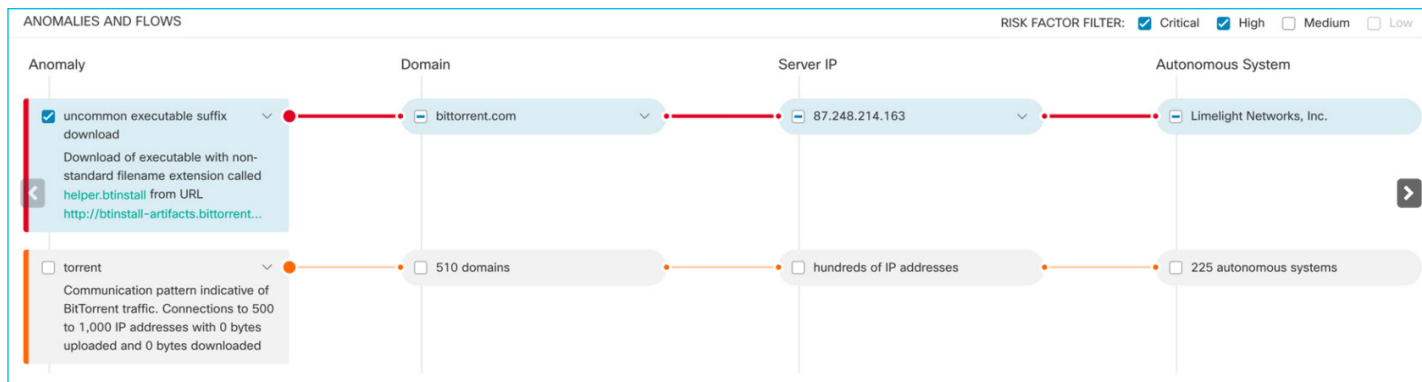 ANOMALIES AND FLOWS
RISK FACTOR FILTER: Critical High Medium Low
Anomaly Domain Server IP Autonomous System
uncommon executable suffix
download
Download of executable with non-
standard filename extension called
helper.btinstall from URL
http://btinstall-artifacts.bittorrent...
bittorrent.com
87.248.214.163
Limelight Networks, Inc.
torrent
Communication pattern indicative of
BitTorrent traffic. Connections to 500
to 1,000 IP addresses with 0 bytes
uploaded and 0 bytes downloaded
510 domains
hundreds of IP addresses
225 autonomous systems